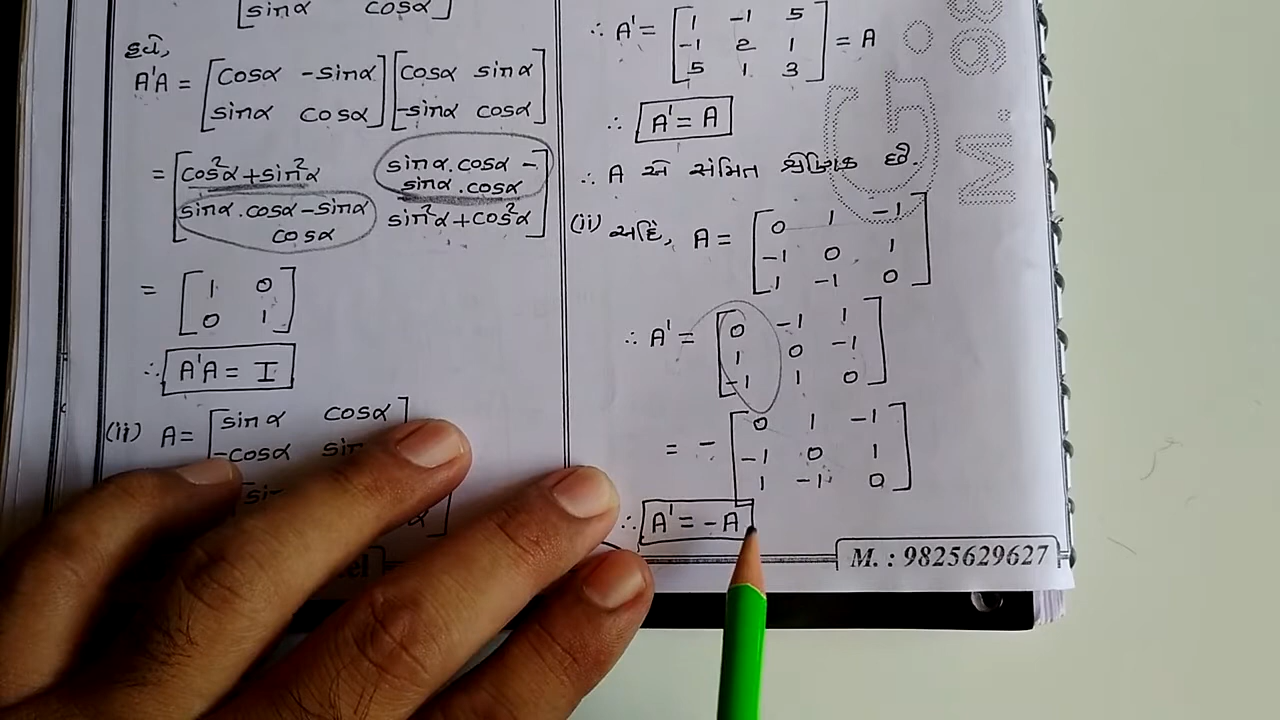 [sinα cosα]
હવે,
A'A = [cosα -sinα] [cosα sinα]
[sinα cosα] [-sinα cosα]
= [cos²α+sin²α sinα.cosα-
sinα.cosα]
[sinα.cosα-sinα sin²α+cos²α]
cosα
= [1 0]
[0 1]
∴ A'A = I
(ii) A = [sinα cosα]
[-cosα
∴ A' = [1 -1 5]
[-1 2 1] = A
[5 1 3]
∴ A' = A
∴ A એ સંમિત શ્રેણિક છે.
(ii) અહિં, A = [0 1 -1]
[-1 0 1]
[1 -1 0]
∴ A' = [0 -1 1]
[1 0 -1]
[-1 1 0]
= - [0 1 -1]
[-1 0 1]
[1 -1 0]
∴ A' = -A
M. : 9825629627
M. 98